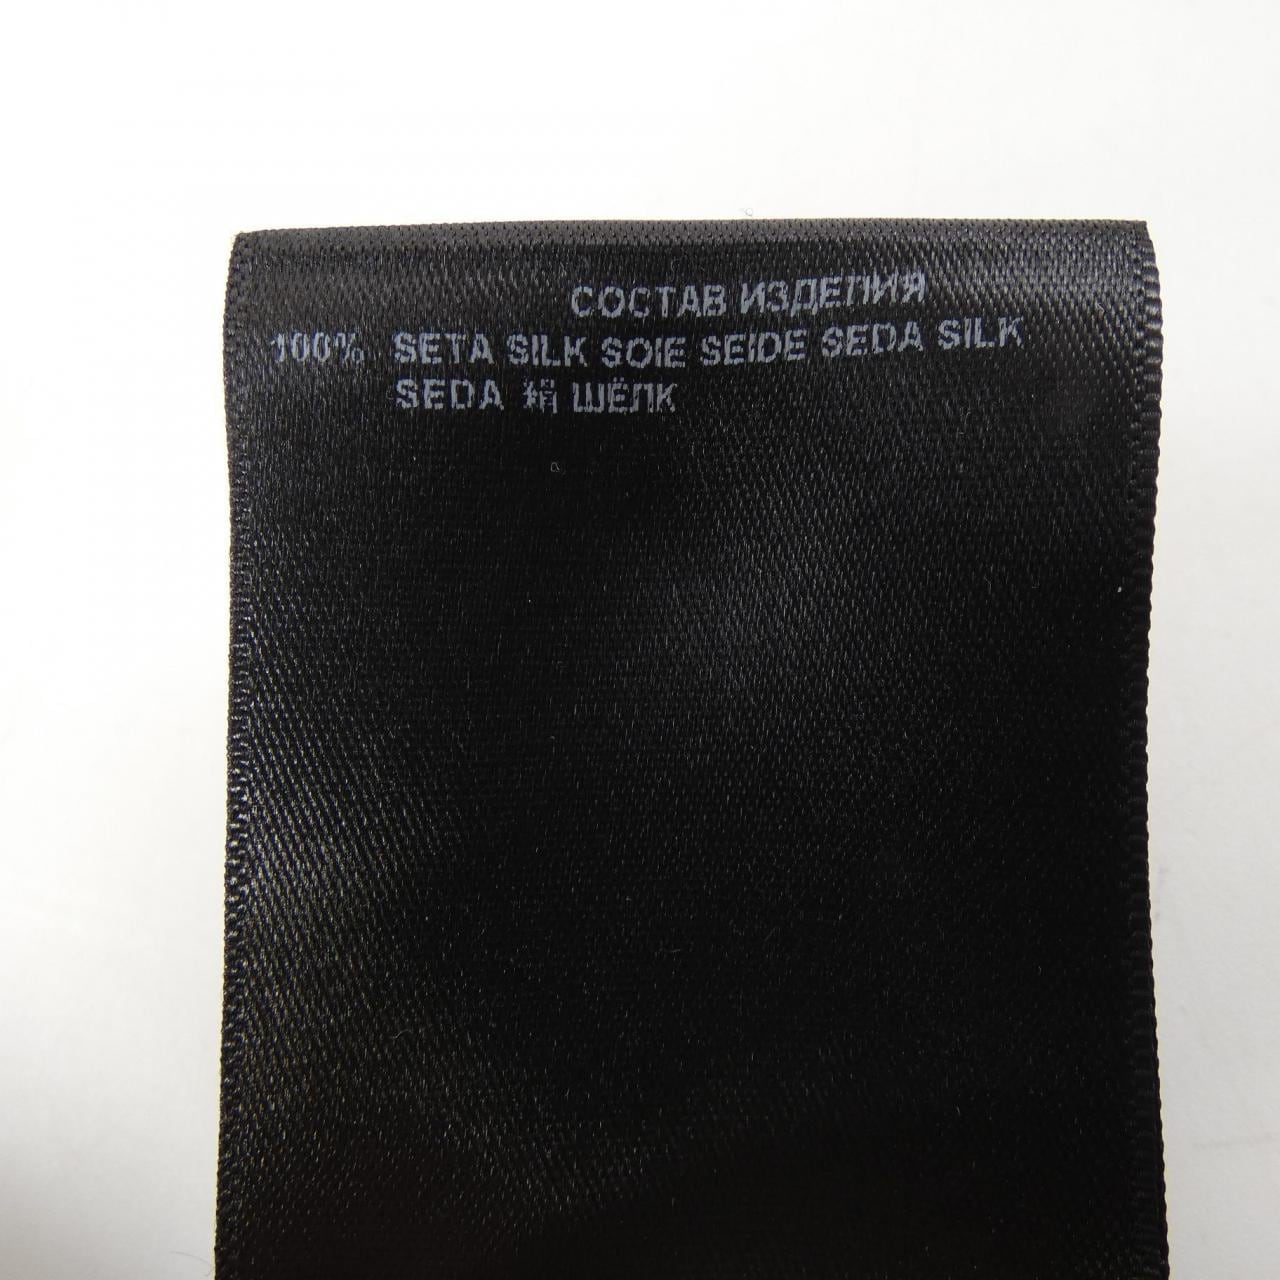 СОСТАВ ИЗДЕЛИЯ
100% SETA SILK SOIE SEIDE SEDA SILK
SEDA 絹 ШЁЛК